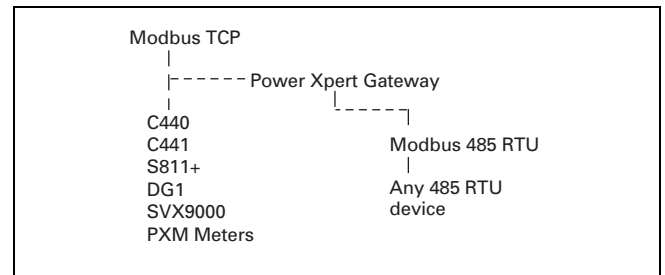 Modbus TCP
Power Xpert Gateway
C440
C441
S811+
DG1
SVX9000
PXM Meters
Modbus 485 RTU
Any 485 RTU
device